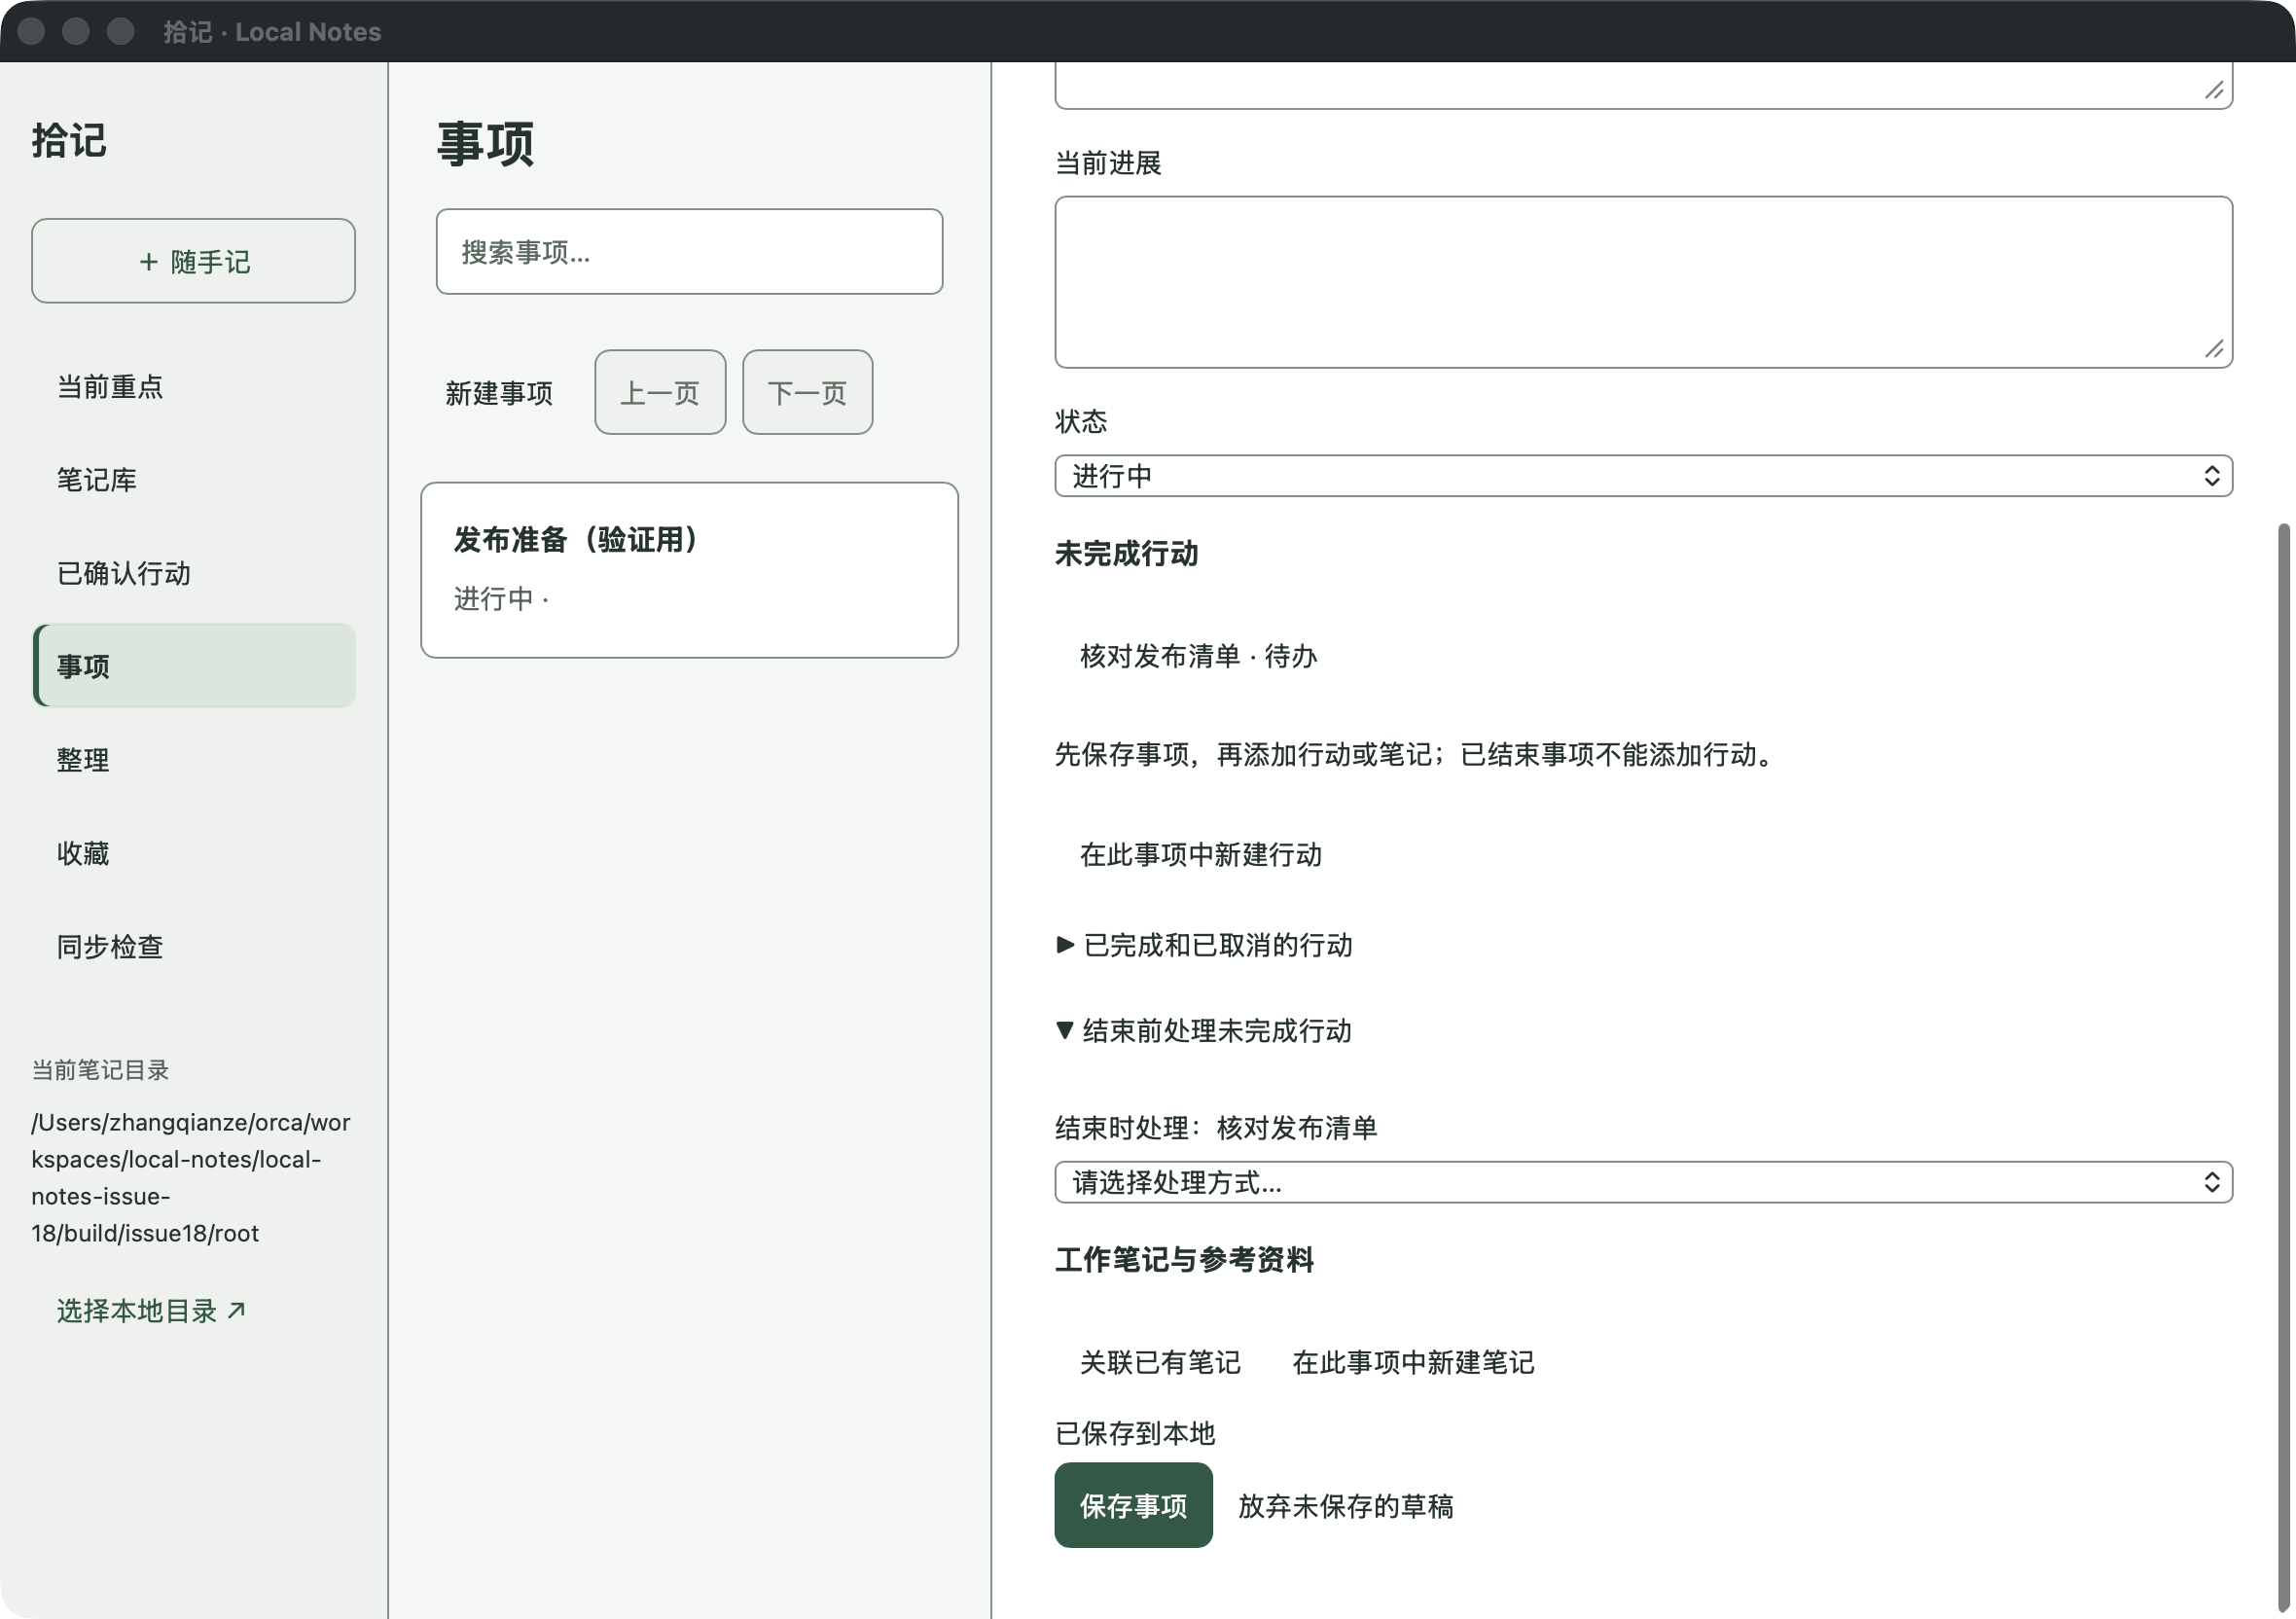 拾记 · Local Notes
拾记
+ 随手记
当前重点
笔记库
已确认行动
事项
整理
收藏
同步检查
当前笔记目录
/Users/zhangqianze/orca/wor
kspaces/local-notes/local-
notes-issue-
18/build/issue18/root
选择本地目录 ↗
事项
搜索事项...
新建事项
上一页
下一页
发布准备（验证用）
进行中 ·
当前进展
状态
进行中
未完成行动
核对发布清单 · 待办
先保存事项，再添加行动或笔记；已结束事项不能添加行动。
在此事项中新建行动
▶ 已完成和已取消的行动
▼ 结束前处理未完成行动
结束时处理：核对发布清单
请选择处理方式...
工作笔记与参考资料
关联已有笔记
在此事项中新建笔记
已保存到本地
保存事项
放弃未保存的草稿